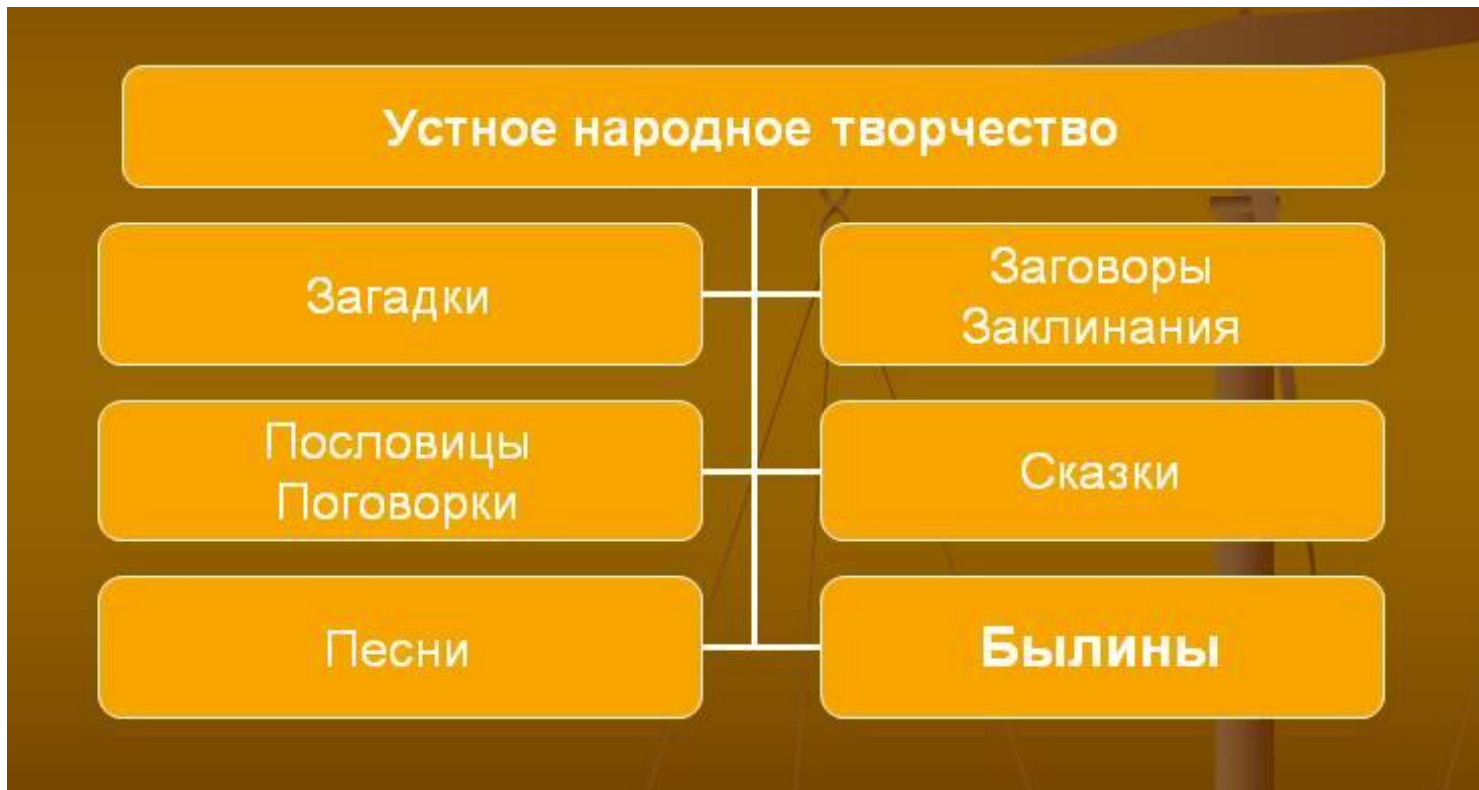 Устное народное творчество
Загадки
Заговоры
Заклинания
Пословицы
Поговорки
Сказки
Песни
Былины